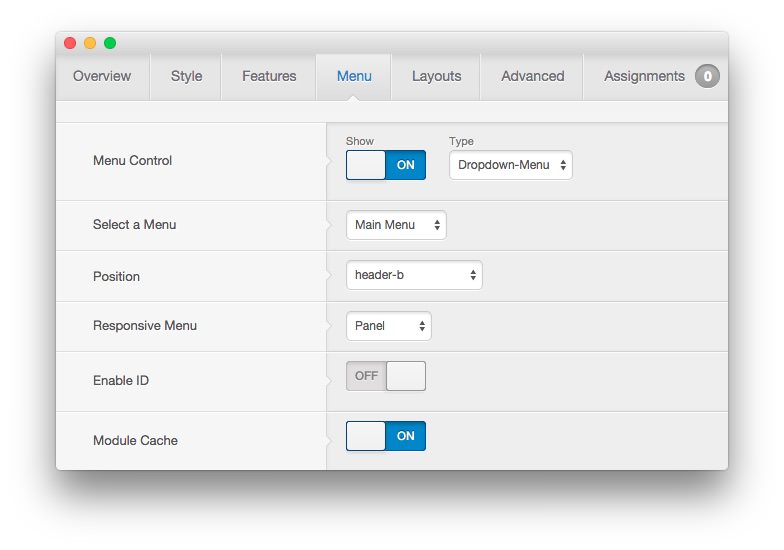 Overview Style Features Menu Layouts Advanced Assignments 0
Show Type
Menu Control ON Dropdown-Menu
Select a Menu Main Menu
Position header-b
Responsive Menu Panel
Enable ID OFF
Module Cache ON